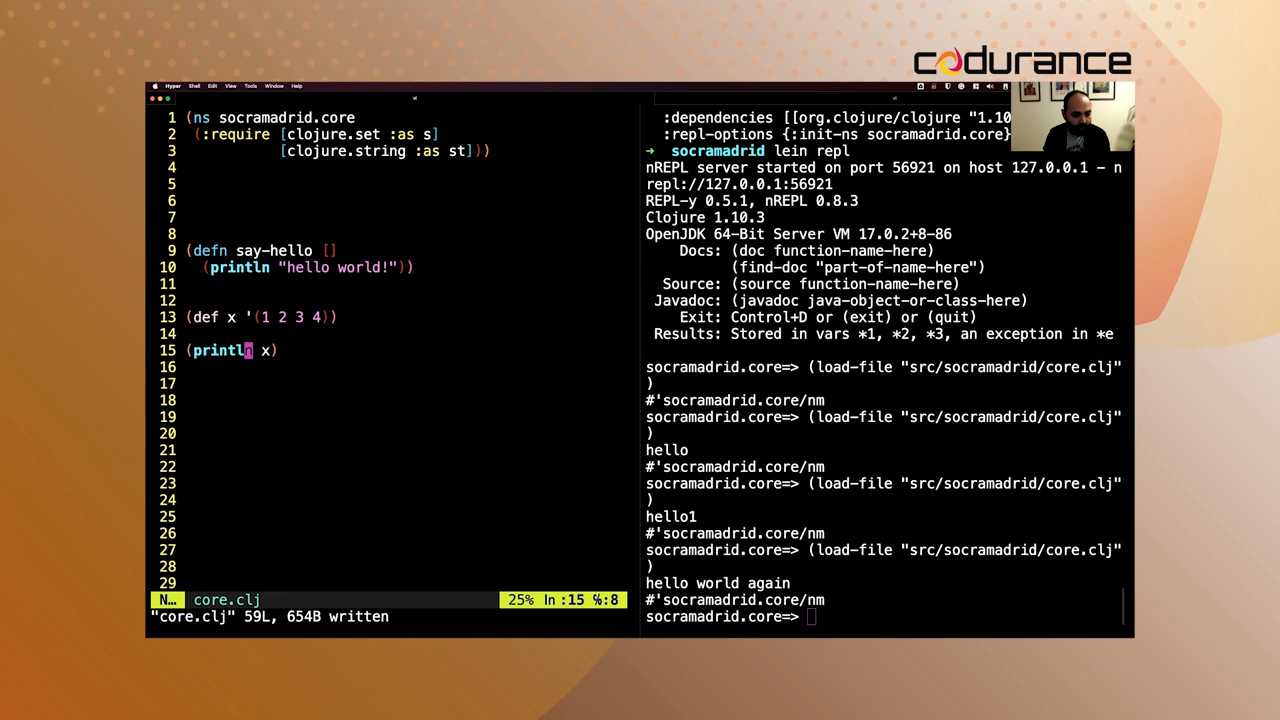 codurance
Hyper Shell Edit View Tools Window Help
vi
vi
1 (ns socramadrid.core
2 (:require [clojure.set :as s]
3 [clojure.string :as st]))
4
5
6
7
8
9 (defn say-hello []
10 (println "hello world!"))
11
12
13 (def x '(1 2 3 4))
14
15 (println x)
16
17
18
19
20
21
22
23
24
25
26
27
28
29
N... core.clj 25% ln :15 %:8
"core.clj" 59L, 654B written
:dependencies [[org.clojure/clojure "1.10
:repl-options {:init-ns socramadrid.core}
→ socramadrid lein repl
nREPL server started on port 56921 on host 127.0.0.1 - n
repl://127.0.0.1:56921
REPL-y 0.5.1, nREPL 0.8.3
Clojure 1.10.3
OpenJDK 64-Bit Server VM 17.0.2+8-86
Docs: (doc function-name-here)
(find-doc "part-of-name-here")
Source: (source function-name-here)
Javadoc: (javadoc java-object-or-class-here)
Exit: Control+D or (exit) or (quit)
Results: Stored in vars *1, *2, *3, an exception in *e
socramadrid.core=> (load-file "src/socramadrid/core.clj"
)
#'socramadrid.core/nm
socramadrid.core=> (load-file "src/socramadrid/core.clj"
)
hello
#'socramadrid.core/nm
socramadrid.core=> (load-file "src/socramadrid/core.clj"
)
hello1
#'socramadrid.core/nm
socramadrid.core=> (load-file "src/socramadrid/core.clj"
)
hello world again
#'socramadrid.core/nm
socramadrid.core=>